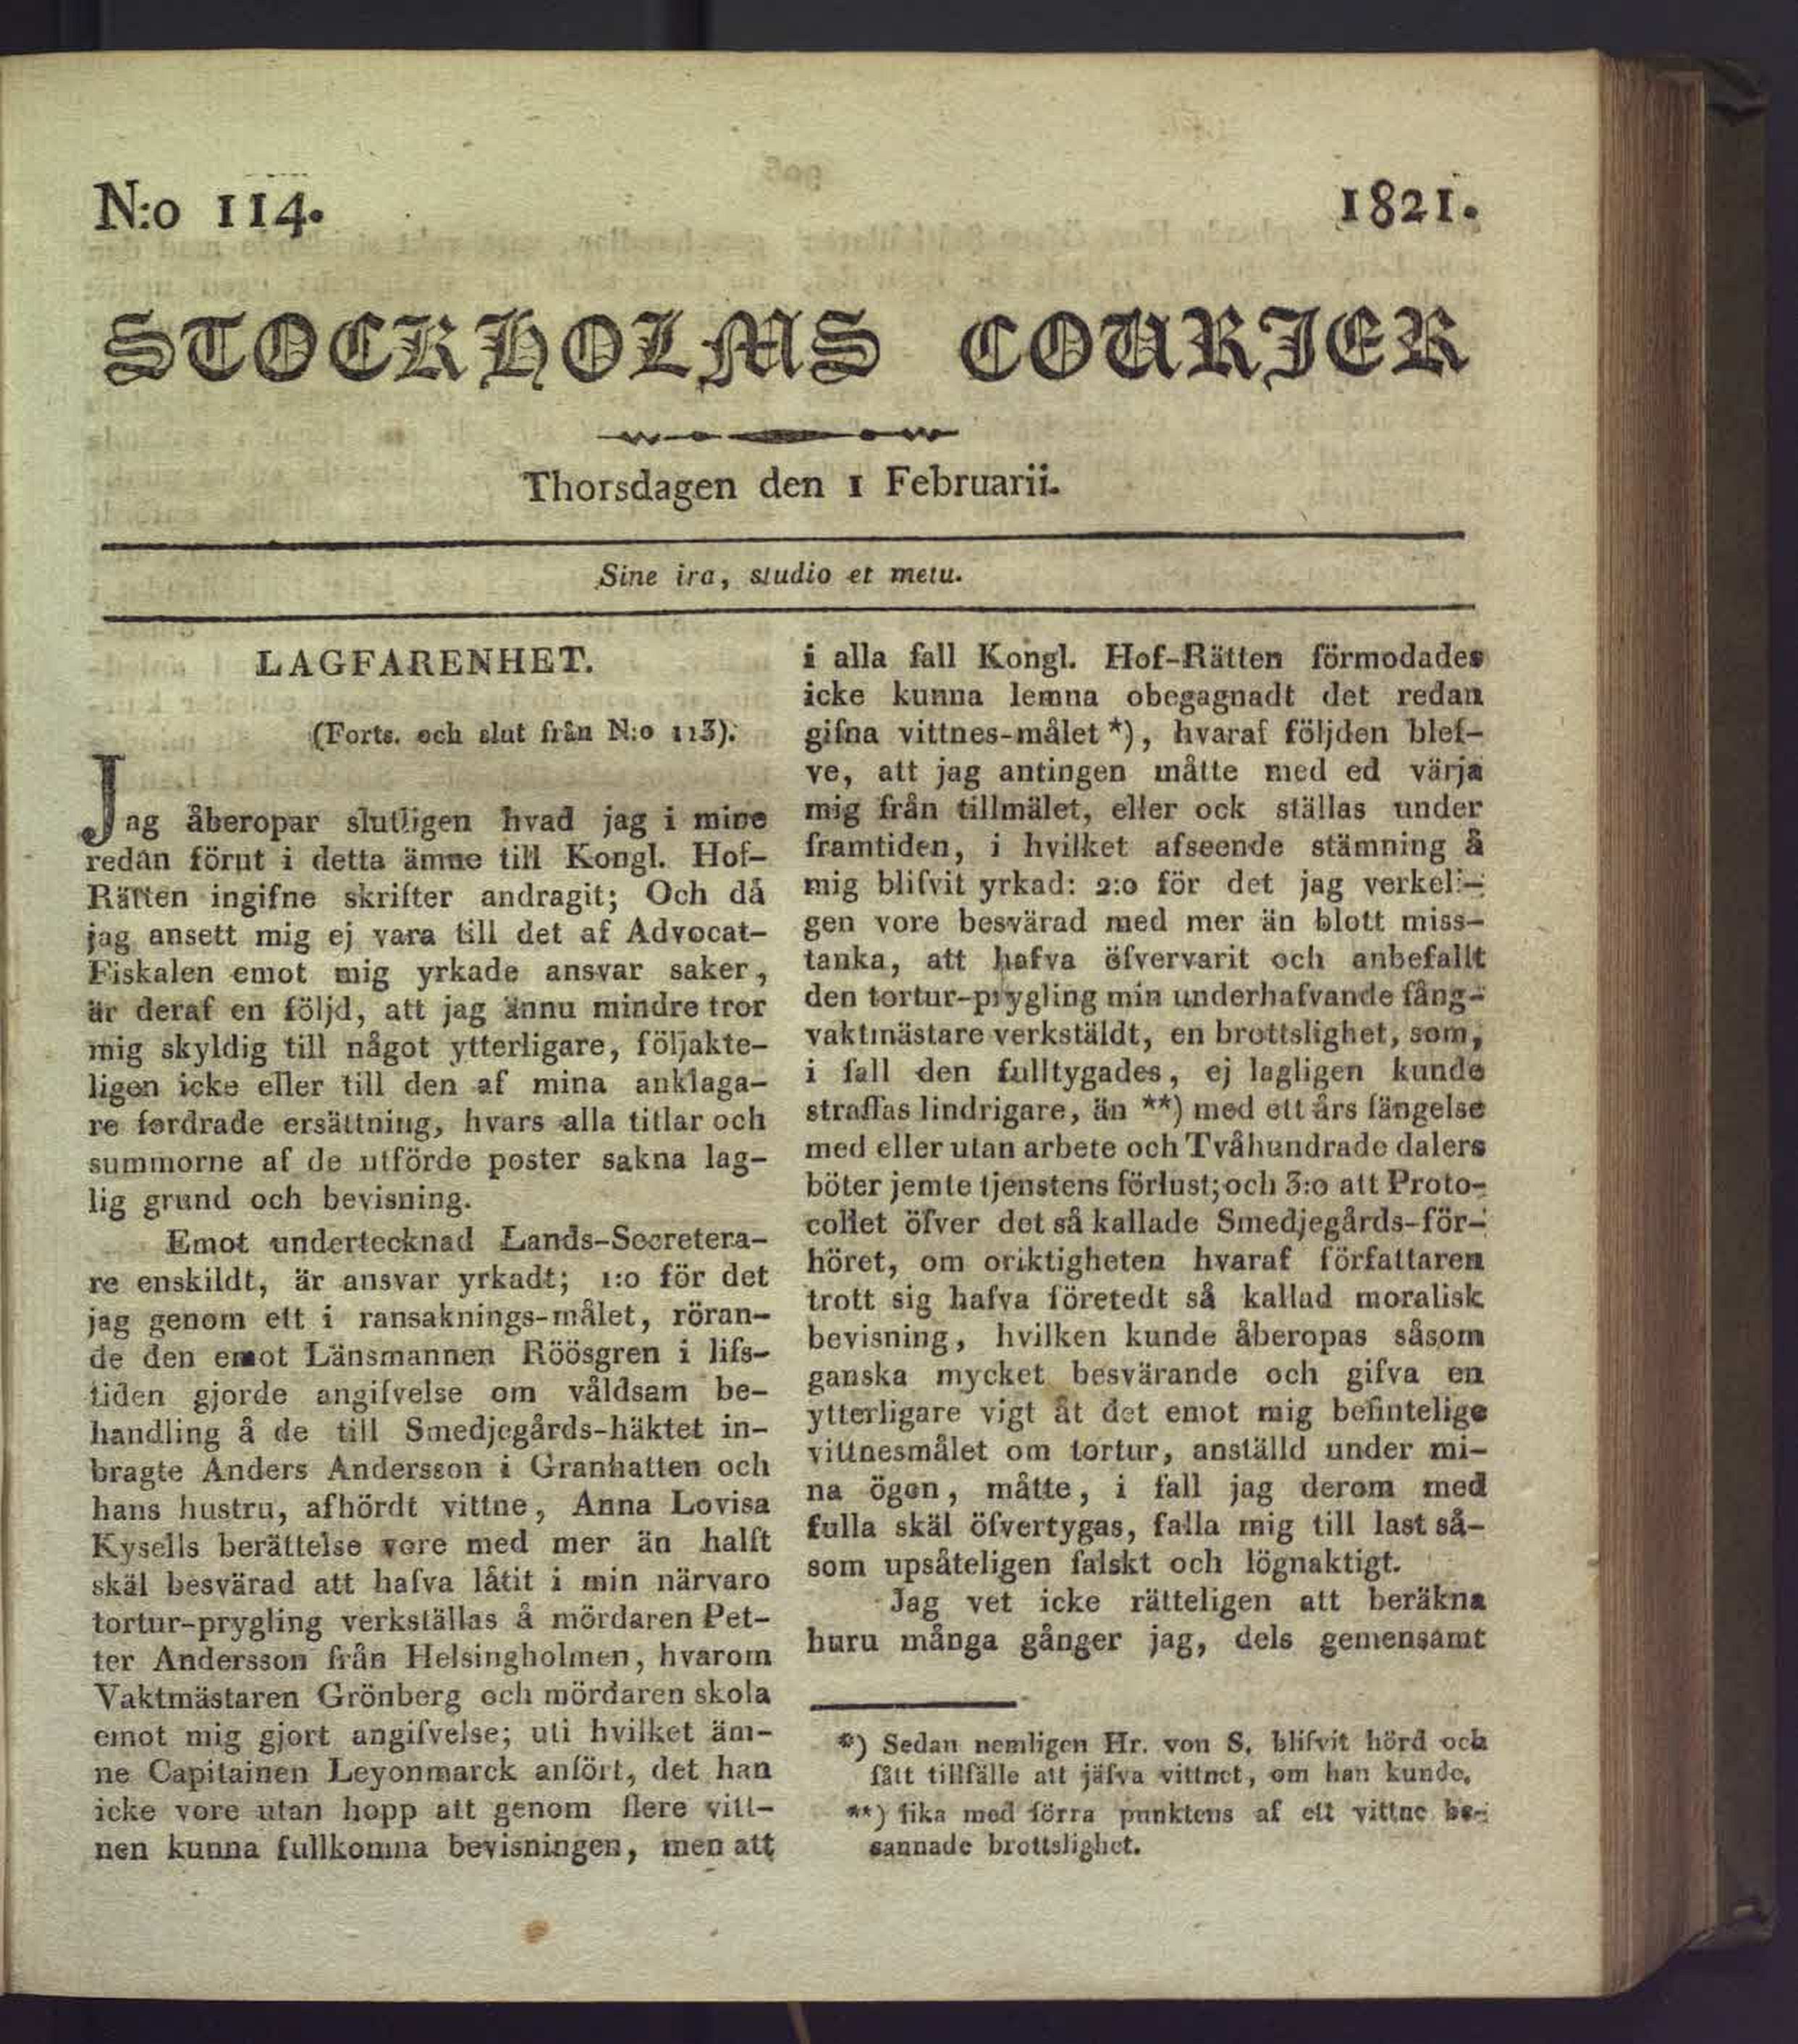 N:o 114.
1821.
STOCKHOLMS COURIER
Thorsdagen den 1 Februarii.
Sine ira, studio et metu.
LAGFARENHET.
(Forts. och slut från N:o 113).
Jag åberopar slutligen hvad jag i mine
redan förut i detta ämne till Kongl. Hof-
Rätten ingifne skrifter andragit; Och då
jag ansett mig ej vara till det af Advocat-
Fiskalen emot mig yrkade ansvar saker,
är deraf en följd, att jag ännu mindre tror
mig skyldig till något ytterligare, följakte-
ligen icke eller till den af mina anklaga-
re fordrade ersättning, hvars alla titlar och
summorne af de utförde poster sakna lag-
lig grund och bevisning.
Emot undertecknad Lands-Secretera-
re enskildt, är ansvar yrkadt; 1:o för det
jag genom ett i ransaknings-målet, röran-
de den emot Länsmannen Röösgren i lifs-
tiden gjorde angifvelse om våldsam be-
handling å de till Smedjegårds-häktet in-
bragte Anders Andersson i Granhatten och
hans hustru, afhördt vittne, Anna Lovisa
Kysells berättelse vore med mer än halft
skäl besvärad att hafva låtit i min närvaro
tortur-prygling verkställas å mördaren Pet-
ter Andersson från Helsingholmen, hvarom
Vaktmästaren Grönberg och mördaren skola
emot mig gjort angifvelse; uti hvilket äm-
ne Capitainen Leyonmarck anfört, det han
icke vore utan hopp att genom flere vitt-
nen kunna fullkomna bevisningen, men att
i alla fall Kongl. Hof-Rätten förmodades
icke kunna lemna obegagnadt det redan
gifna vittnes-målet *), hvaraf följden blef-
ve, att jag antingen måtte med ed värja
mig från tillmälet, eller ock ställas under
framtiden, i hvilket afseende stämning å
mig blifvit yrkad: 2:o för det jag verkeli-
gen vore besvärad med mer än blott miss-
tanka, att hafva öfvervarit och anbefallt
den tortur-prygling min underhafvande fång-
vaktmästare verkstäldt, en brottslighet, som,
i fall den fulltygades, ej lagligen kunde
straffas lindrigare, än **) med ett års fängelse
med eller utan arbete och Tvåhundrade dalers
böter jemte tjenstens förlust; och 3:o att Proto-
collet öfver det så kallade Smedjegårds-för-
höret, om oriktigheten hvaraf författaren
trott sig hafva företedt så kallad moralisk
bevisning, hvilken kunde åberopas såsom
ganska mycket besvärande och gifva en
ytterligare vigt åt det emot mig befintelige
vittnesmålet om tortur, anställd under mi-
na ögon, måtte, i fall jag derom med
fulla skäl öfvertygas, falla mig till last så-
som upsåteligen falskt och lögnaktigt.
Jag vet icke rätteligen att beräkna
huru många gånger jag, dels gemensamt
*) Sedan nemligen Hr. von S. blifvit hörd och
fått tillfälle att jäfva vittnet, om han kunde.
**) lika med förra punktens af ett vittne be-
sannade brottslighet.